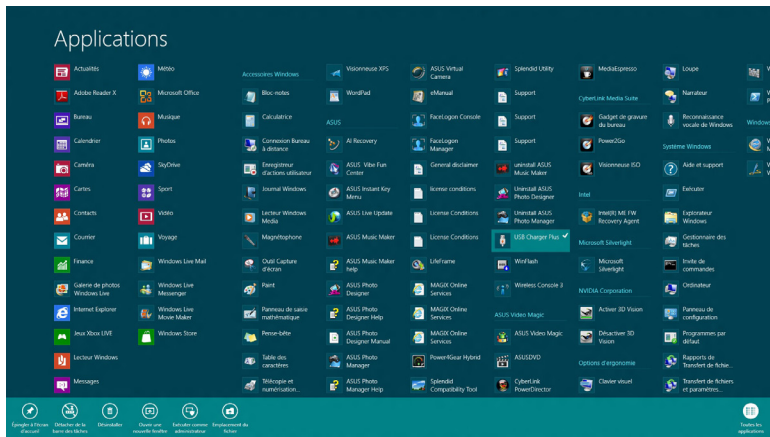 Applications
Actualités
Adobe Reader X
Bureau
Calendrier
Caméra
Cartes
Contacts
Courrier
Finance
Galerie de photos
Windows Live
Internet Explorer
Jeux Xbox LIVE
Lecteur Windows
Messages
Météo
Microsoft Office
Musique
Photos
SkyDrive
Sport
Vidéo
Voyage
Windows Live Mail
Windows Live
Messenger
Windows Live
Movie Maker
Windows Store
Accessoires Windows
Bloc-notes
Calculatrice
Connexion Bureau
à distance
Enregistreur
d'actions utilisateur
Journal Windows
Lecteur Windows
Media
Magnétophone
Outil Capture
d'écran
Paint
Panneau de saisie
mathématique
Pense-bête
Table des
caractères
Télécopie et
numérisation...
Visionneuse XPS
WordPad
ASUS
AI Recovery
ASUS Vibe Fun
Center
ASUS Instant Key
Menu
ASUS Live Update
ASUS Music Maker
ASUS Music Maker
help
ASUS Photo
Designer
ASUS Photo
Designer Help
ASUS Photo
Designer Manual
ASUS Photo
Manager
ASUS Photo
Manager Help
ASUS Virtual
Camera
eManual
FaceLogon Console
FaceLogon
Manager
General disclaimer
license conditions
License Conditions
License Conditions
LifeFrame
MAGIX Online
Services
MAGIX Online
Services
Power4Gear Hybrid
Splendid
Compatibility Tool
Splendid Utility
Support
Support
Support
uninstall ASUS
Music Maker
Uninstall ASUS
Photo Designer
Uninstall ASUS
Photo Manager
USB Charger Plus
WinFlash
Wireless Console 3
ASUS Video Magic
ASUS Video Magic
ASUSDVD
CyberLink
PowerDirector
MediaEspresso
CyberLink Media Suite
Gadget de gravure
du bureau
Power2Go
Visionneuse ISO
Intel
Intel(R) ME FW
Recovery Agent
Microsoft Silverlight
Microsoft
Silverlight
NVIDIA Corporation
Activer 3D Vision
Désactiver 3D
Vision
Options d'ergonomie
Clavier visuel
Loupe
Narrateur
Reconnaissance
vocale de Windows
Système Windows
Aide et support
Exécuter
Explorateur
Windows
Gestionnaire des
tâches
Invite de
commandes
Ordinateur
Panneau de
configuration
Programmes par
défaut
Rapports de
Transfert de fichie...
Transfert de fichiers
et paramètres...
Window
Épingler à l'écran
d'accueil
Détacher de la
barre des tâches
Désinstaller
Ouvrir une
nouvelle fenêtre
Exécuter comme
administrateur
Emplacement du
fichier
Toutes les
applications